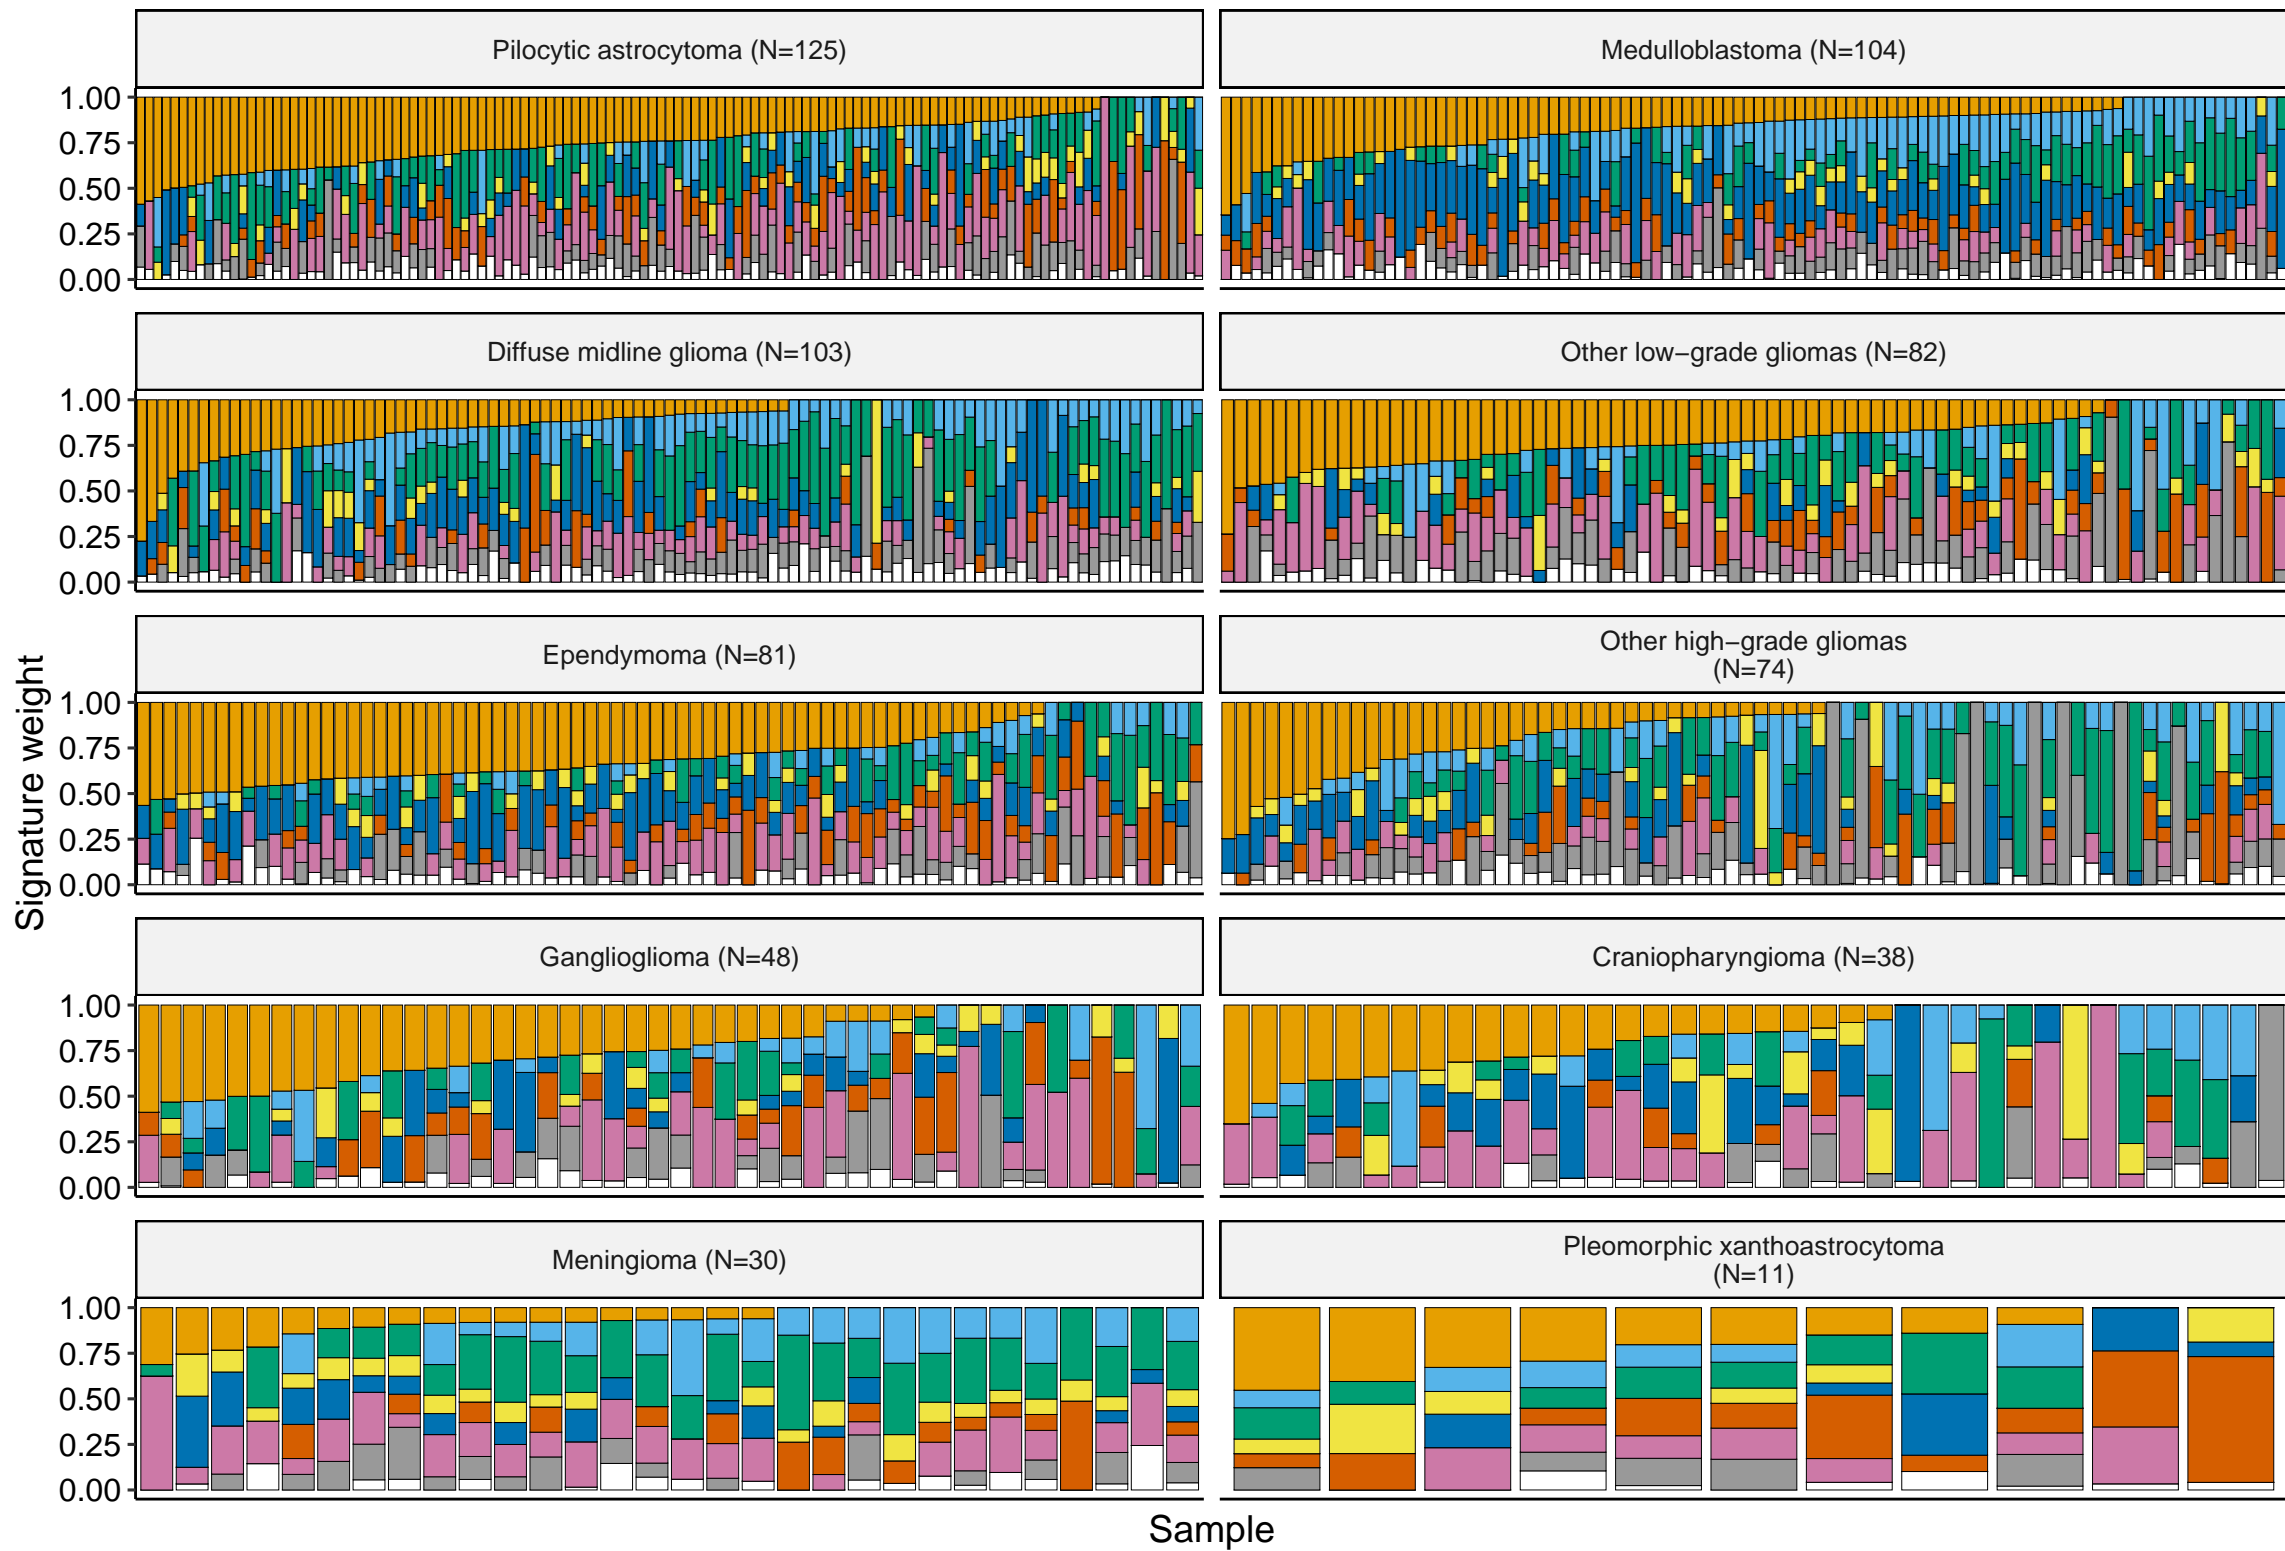 Pilocytic astrocytoma (N=125)
Medulloblastoma (N=104)
1.00
0.75
0.50
0.25
0.00
Diffuse midline glioma (N=103)
Other low−grade gliomas (N=82)
1.00
0.75
0.50
0.25
0.00
Ependymoma (N=81)
Other high−grade gliomas
(N=74)
1.00
0.75
0.50
0.25
0.00
Signature weight
Ganglioglioma (N=48)
Craniopharyngioma (N=38)
1.00
0.75
0.50
0.25
0.00
Meningioma (N=30)
Pleomorphic xanthoastrocytoma
(N=11)
1.00
0.75
0.50
0.25
0.00
Sample